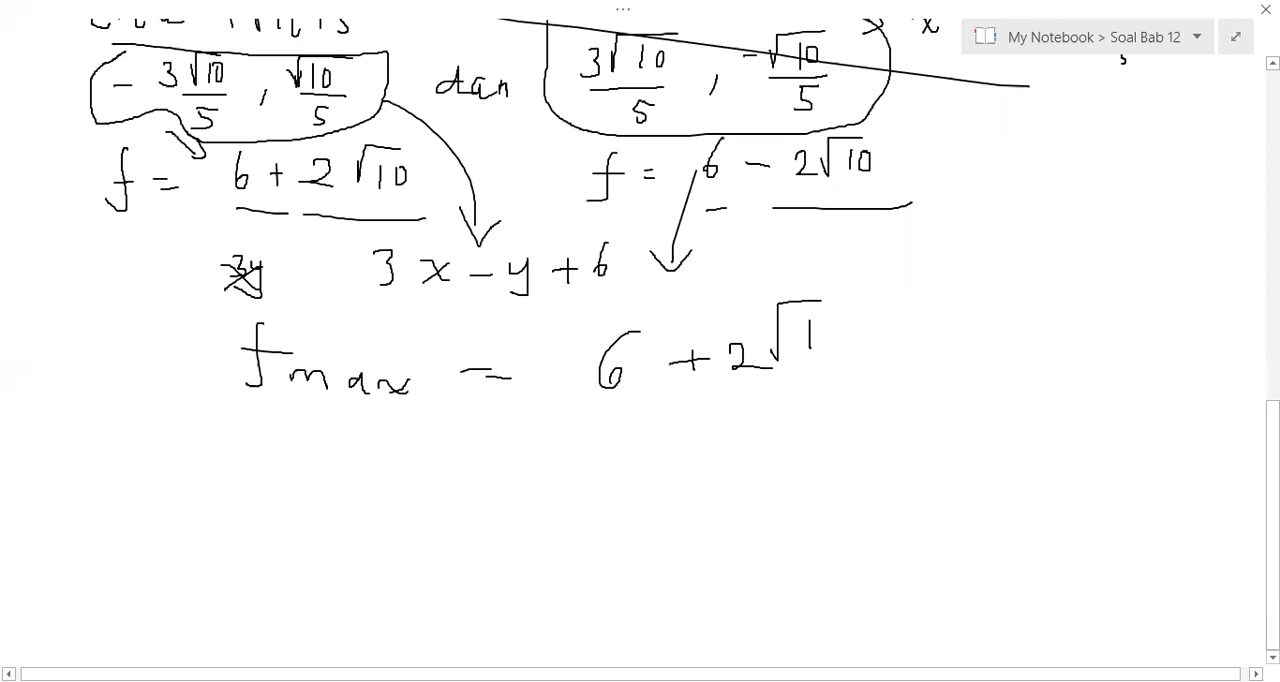 My Notebook > Soal Bab 12
- 3√10/5 , √10/5 dan 3√10/5 , -√10/5
f = 6 + 2√10 f = 6 - 2√10
3x - y + 6
f max = 6 + 2√1